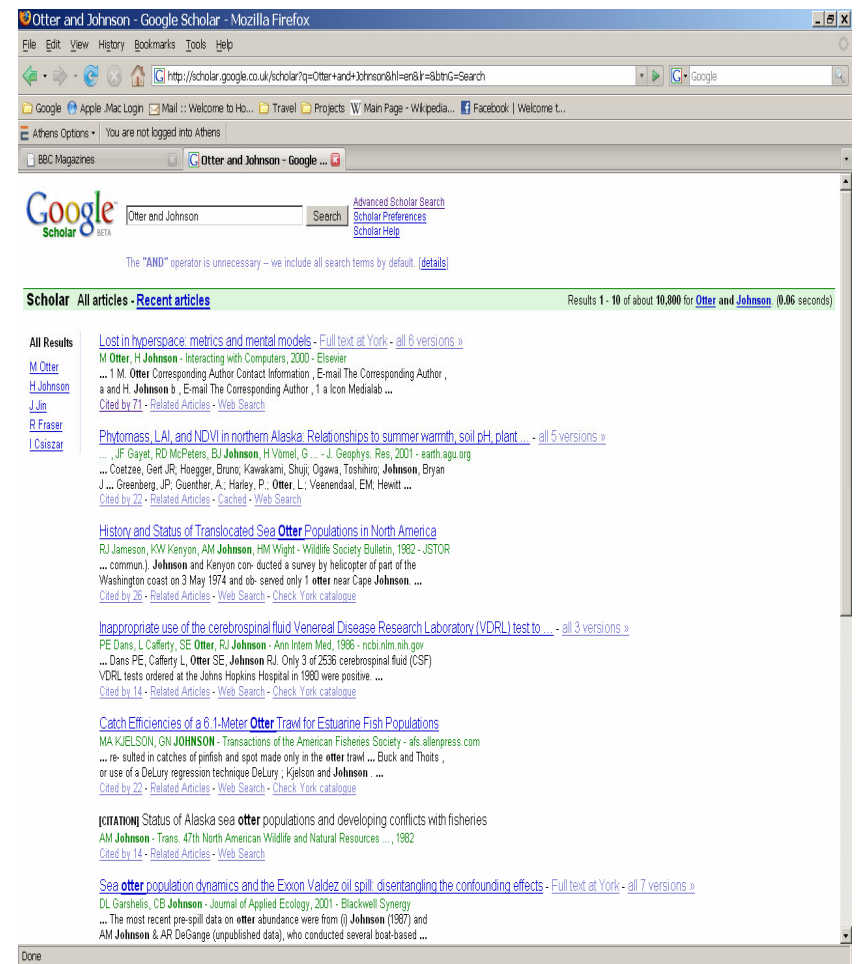 Otter and Johnson - Google Scholar - Mozilla Firefox
File Edit View History Bookmarks Tools Help
http://scholar.google.co.uk/scholar?q=Otter+and+Johnson&hl=en&lr=&btnG=Search
Google
Google Apple .Mac Login Mail :: Welcome to Ho... Travel Projects Main Page - Wikipedia... Facebook | Welcome t...
Athens Options You are not logged into Athens
BBC Magazines
Otter and Johnson - Google ...
Google Scholar BETA
Otter and Johnson
Search
Advanced Scholar Search
Scholar Preferences
Scholar Help
The "AND" operator is unnecessary -- we include all search terms by default. [details]
Scholar All articles - Recent articles
Results 1 - 10 of about 10,800 for Otter and Johnson. (0.06 seconds)
All Results
M Otter
H Johnson
J Jin
R Fraser
I Csiszar
Lost in hyperspace: metrics and mental models - Full text at York - all 6 versions »
M Otter, H Johnson - Interacting with Computers, 2000 - Elsevier
... 1 M. Otter Corresponding Author Contact Information , E-mail The Corresponding Author ,
a and H. Johnson b , E-mail The Corresponding Author , 1 a Icon Medialab ...
Cited by 71 - Related Articles - Web Search
Phytomass, LAI, and NDVI in northern Alaska: Relationships to summer warmth, soil pH, plant ... - all 5 versions »
... , JF Gayet, RD McPeters, BJ Johnson, H Vömel, G ... - J. Geophys. Res, 2001 - earth.agu.org
... Coetzee, Gert JR; Hoegger, Bruno; Kawakami, Shuji; Ogawa, Toshihiro; Johnson, Bryan
J ... Greenberg, JP; Guenther, A.; Harley, P.; Otter, L.; Veenendaal, EM; Hewitt ...
Cited by 22 - Related Articles - Cached - Web Search
History and Status of Translocated Sea Otter Populations in North America
RJ Jameson, KW Kenyon, AM Johnson, HM Wight - Wildlife Society Bulletin, 1982 - JSTOR
... commun.). Johnson and Kenyon con- ducted a survey by helicopter of part of the
Washington coast on 3 May 1974 and ob- served only 1 otter near Cape Johnson. ...
Cited by 26 - Related Articles - Web Search - Check York catalogue
Inappropriate use of the cerebrospinal fluid Venereal Disease Research Laboratory (VDRL) test to ... - all 3 versions »
PE Dans, L Cafferty, SE Otter, RJ Johnson - Ann Intern Med, 1986 - ncbi.nlm.nih.gov
... Dans PE, Cafferty L, Otter SE, Johnson RJ. Only 3 of 2536 cerebrospinal fluid (CSF)
VDRL tests ordered at the Johns Hopkins Hospital in 1980 were positive. ...
Cited by 14 - Related Articles - Web Search - Check York catalogue
Catch Efficiencies of a 6.1-Meter Otter Trawl for Estuarine Fish Populations
MA KJELSON, GN JOHNSON - Transactions of the American Fisheries Society - afs.allenpress.com
... re- sulted in catches of pinfish and spot made only in the otter trawl ... Buck and Thoits ,
or use of a DeLury regression technique DeLury ; Kjelson and Johnson . ...
Cited by 22 - Related Articles - Web Search - Check York catalogue
[CITATION] Status of Alaska sea otter populations and developing conflicts with fisheries
AM Johnson - Trans. 47th North American Wildlife and Natural Resources ..., 1982
Cited by 14 - Related Articles - Web Search
Sea otter population dynamics and the Exxon Valdez oil spill: disentangling the confounding effects - Full text at York - all 7 versions »
DL Garshelis, CB Johnson - Journal of Applied Ecology, 2001 - Blackwell Synergy
... The most recent pre-spill data on otter abundance were from (i) Johnson (1987) and
AM Johnson & AR DeGange (unpublished data), who conducted several boat-based ...
Done